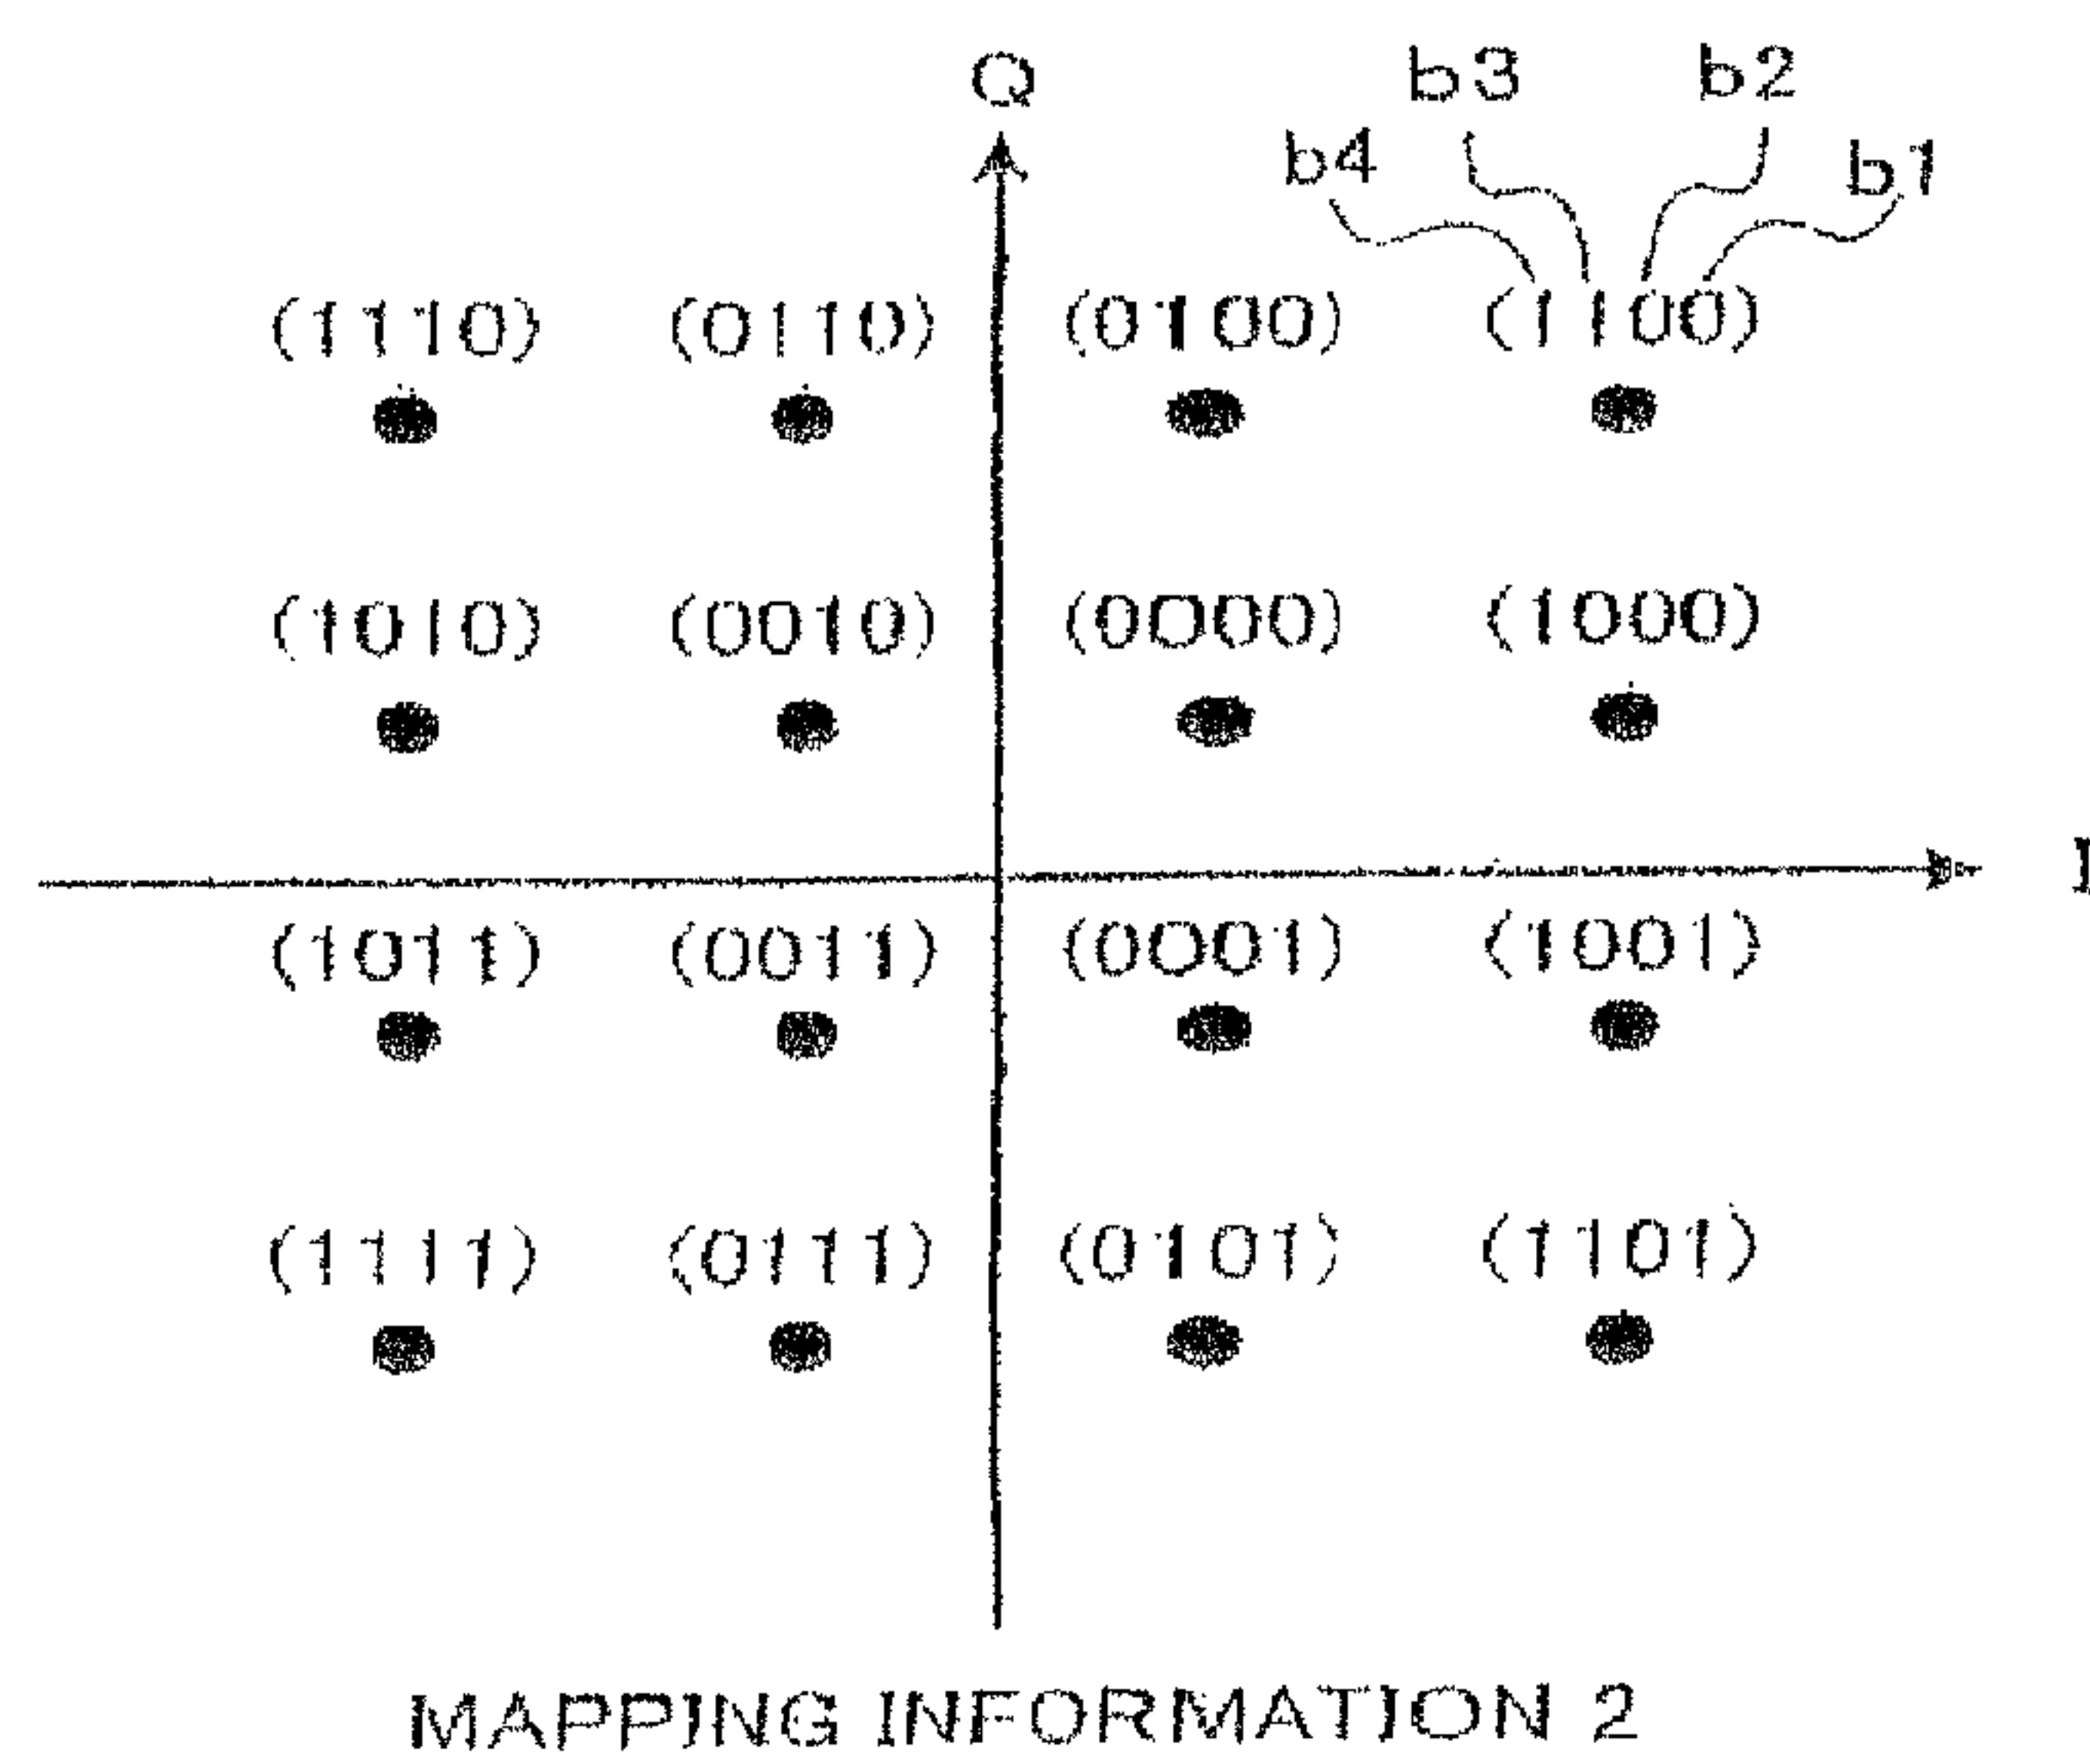 Q b3 b2
b4 b1
(1110) (0110) (0100) (1100)
(1010) (0010) (0000) (1000)
I
(1011) (0011) (0001) (1001)
(1111) (0111) (0101) (1101)
MAPPING INFORMATION 2